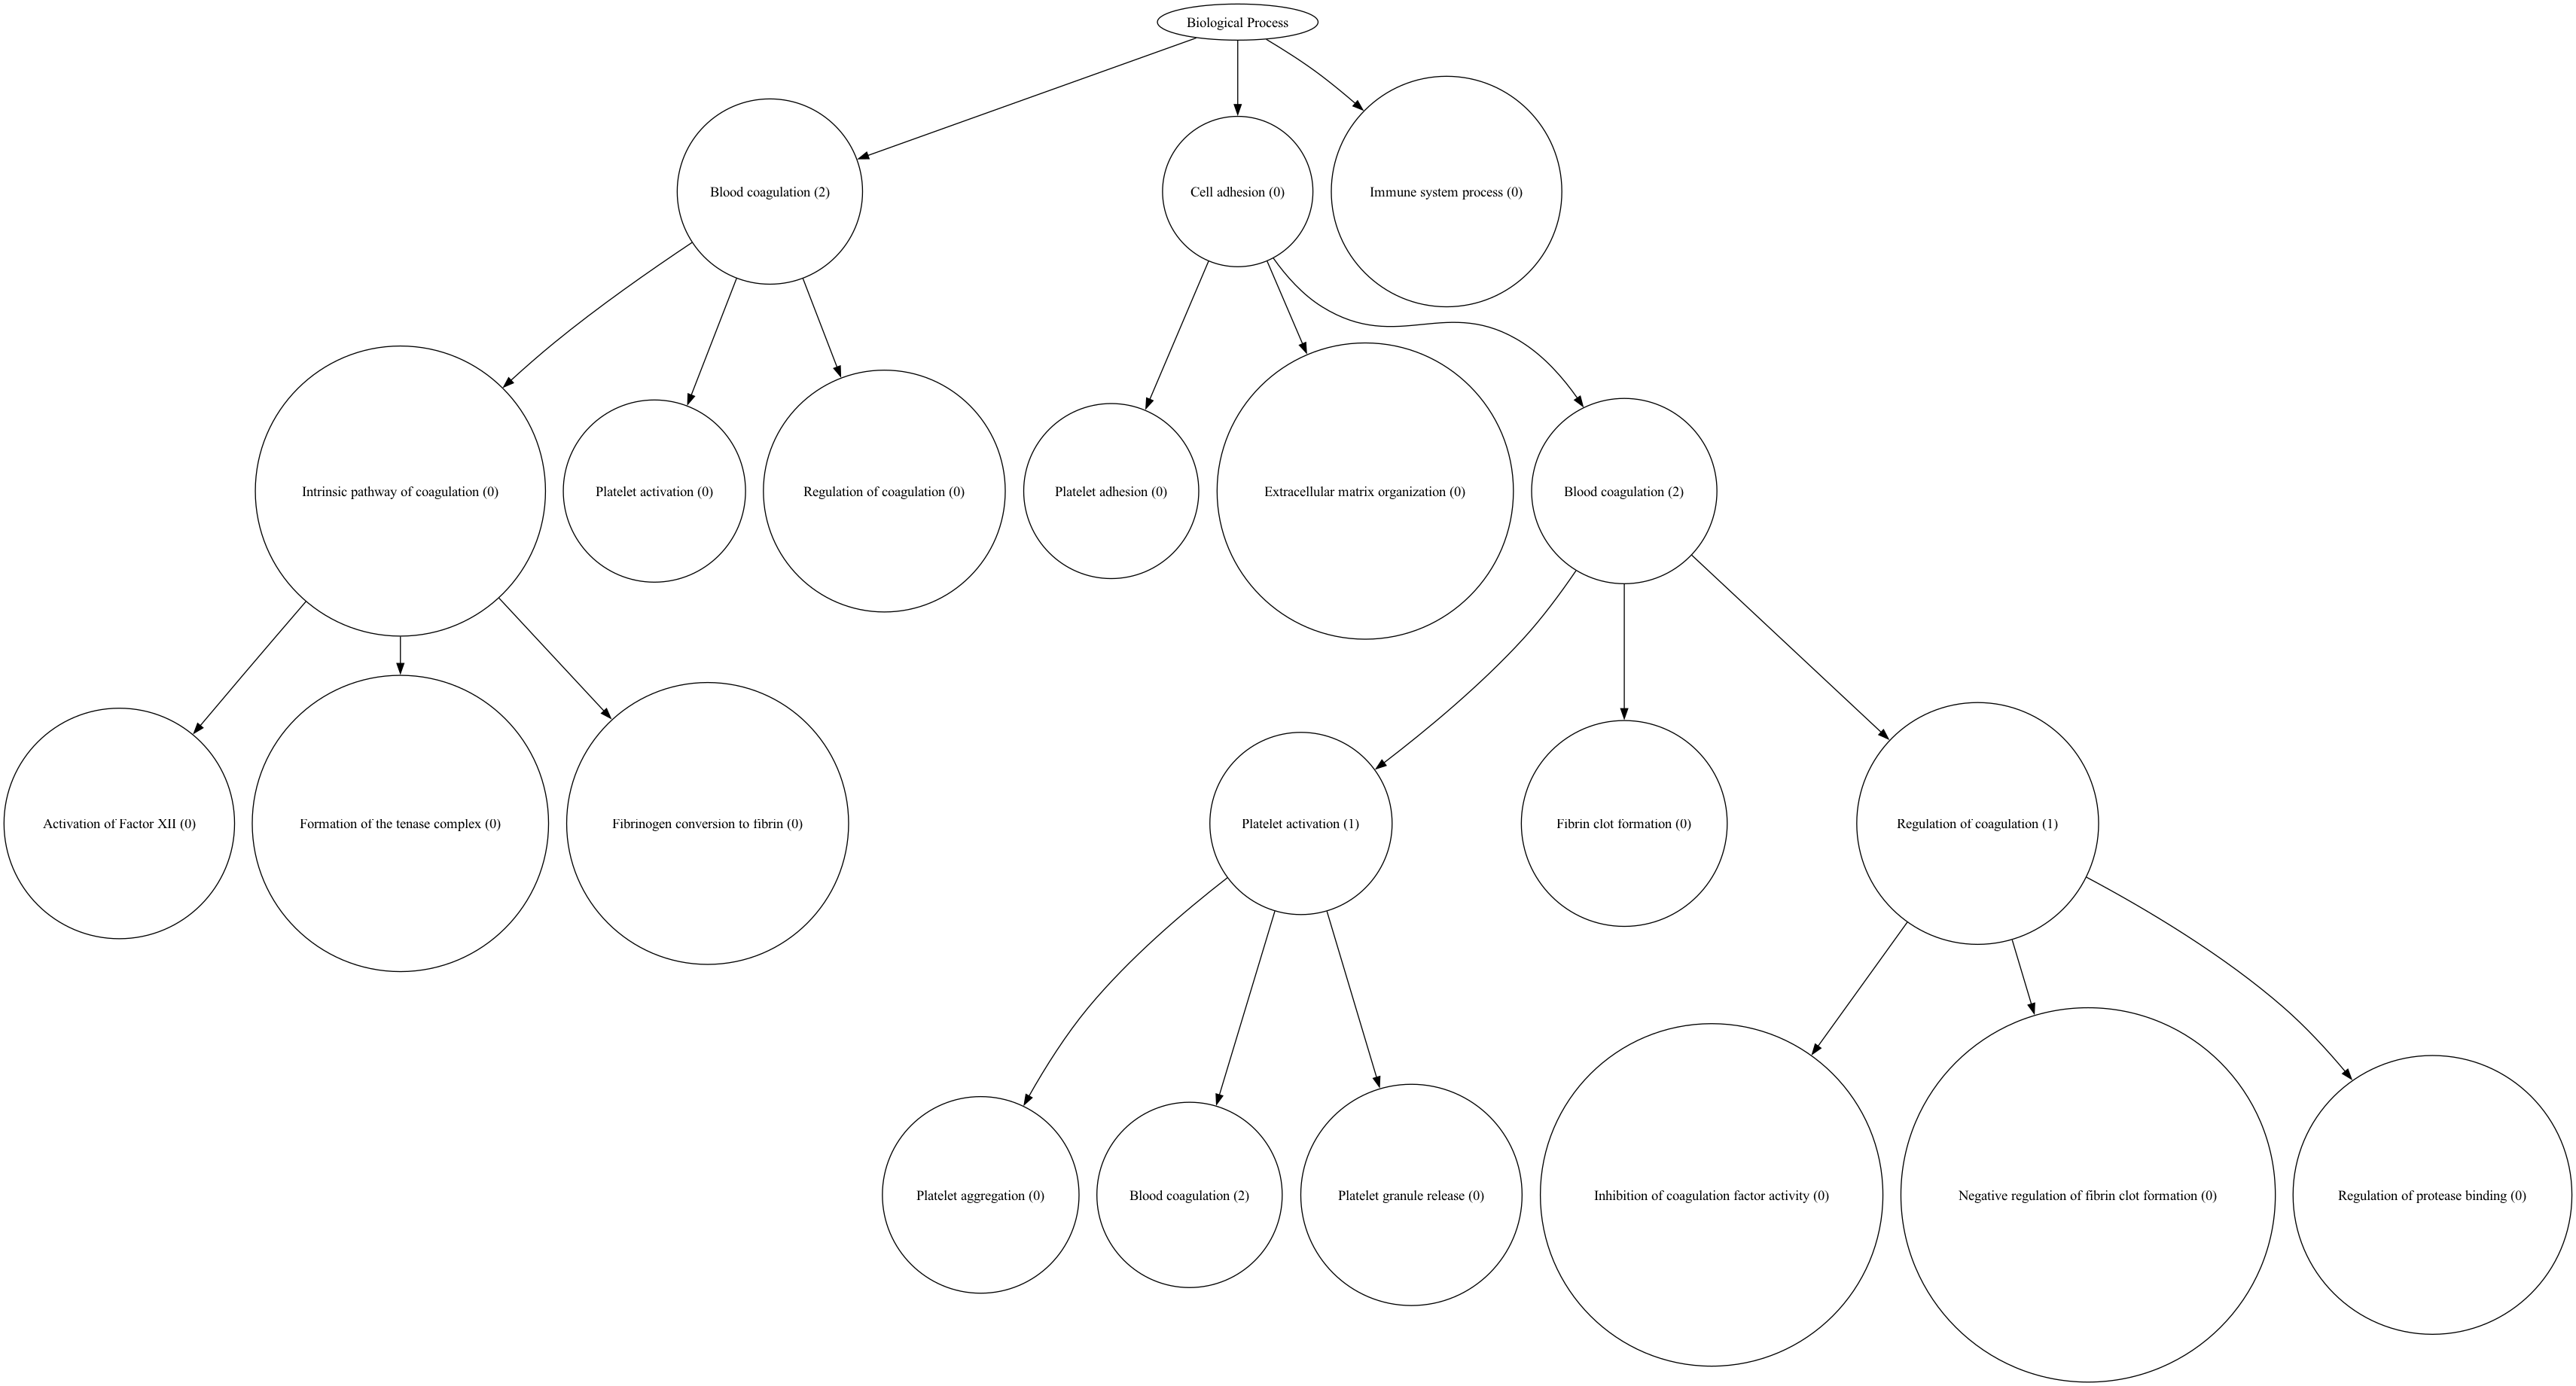 Biological Process
Blood coagulation (2)
Cell adhesion (0)
Immune system process (0)
Intrinsic pathway of coagulation (0)
Platelet activation (0)
Regulation of coagulation (0)
Platelet adhesion (0)
Extracellular matrix organization (0)
Blood coagulation (2)
Activation of Factor XII (0)
Formation of the tenase complex (0)
Fibrinogen conversion to fibrin (0)
Platelet activation (1)
Fibrin clot formation (0)
Regulation of coagulation (1)
Platelet aggregation (0)
Blood coagulation (2)
Platelet granule release (0)
Inhibition of coagulation factor activity (0)
Negative regulation of fibrin clot formation (0)
Regulation of protease binding (0)